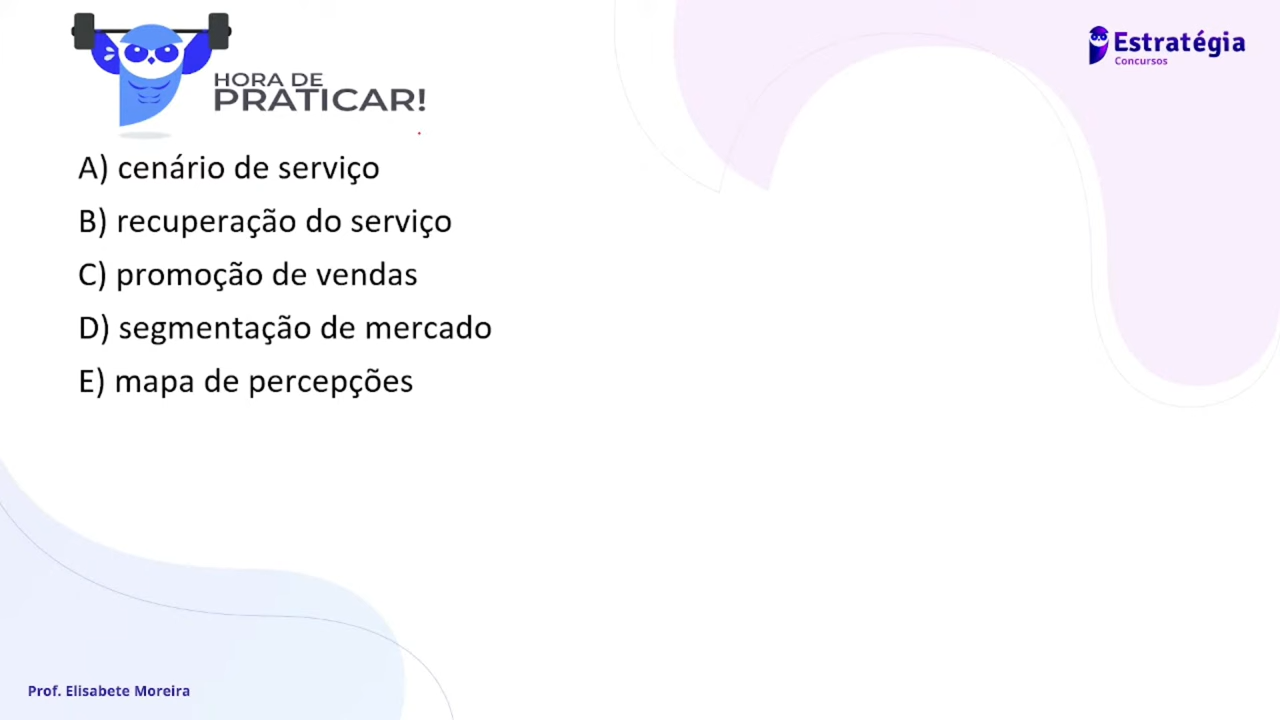 HORA DE
PRATICAR!
Estratégia
Concursos
A) cenário de serviço
B) recuperação do serviço
C) promoção de vendas
D) segmentação de mercado
E) mapa de percepções
Prof. Elisabete Moreira